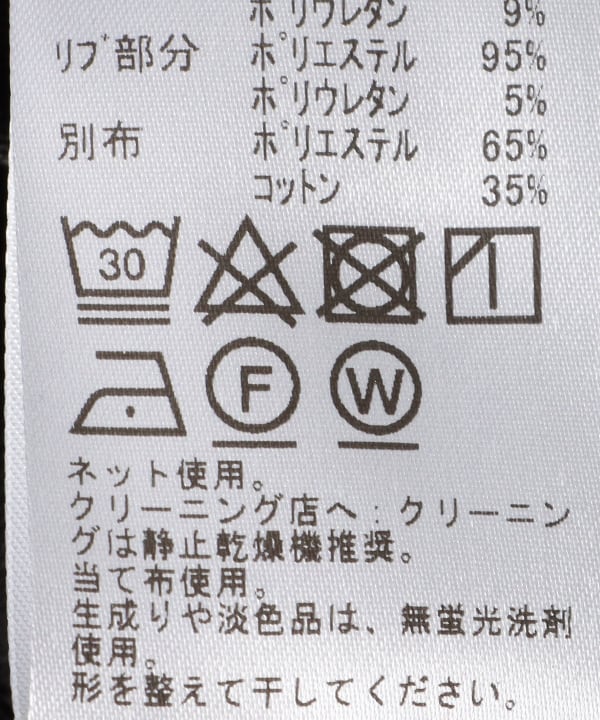 ポリウレタン 9%
リブ部分 ポリエステル 95%
ポリウレタン 5%
別布 ポリエステル 65%
コットン 35%
30
F W
ネット使用。
クリーニング店へ：クリーニン
グは静止乾燥機推奨。
当て布使用。
生成りや淡色品は、無蛍光洗剤
使用。
形を整えて干してください。